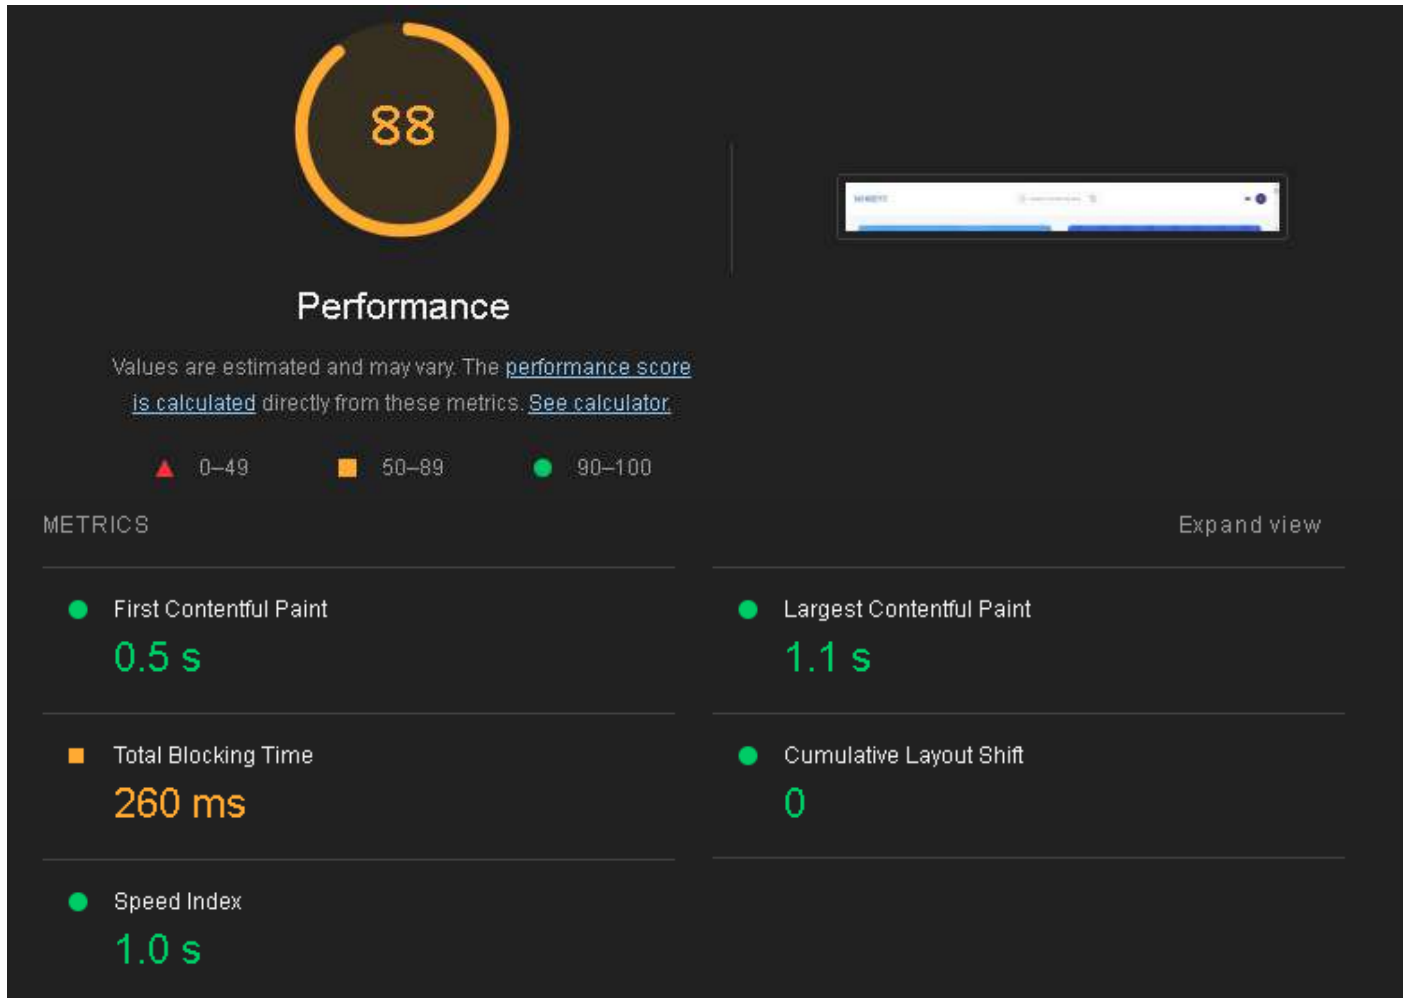 88
Performance
Values are estimated and may vary. The performance score
is calculated directly from these metrics. See calculator.
0–49
50–89
90–100
METRICS
Expand view
First Contentful Paint
0.5 s
Largest Contentful Paint
1.1 s
Total Blocking Time
260 ms
Cumulative Layout Shift
0
Speed Index
1.0 s